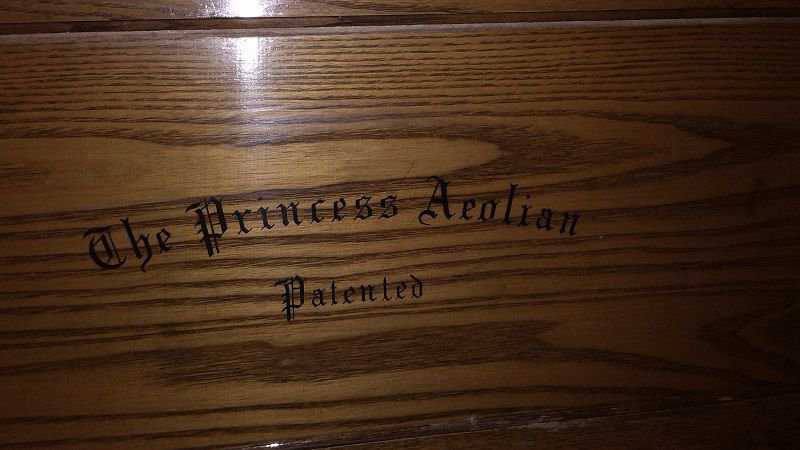 The Princess Aeolian
Patented